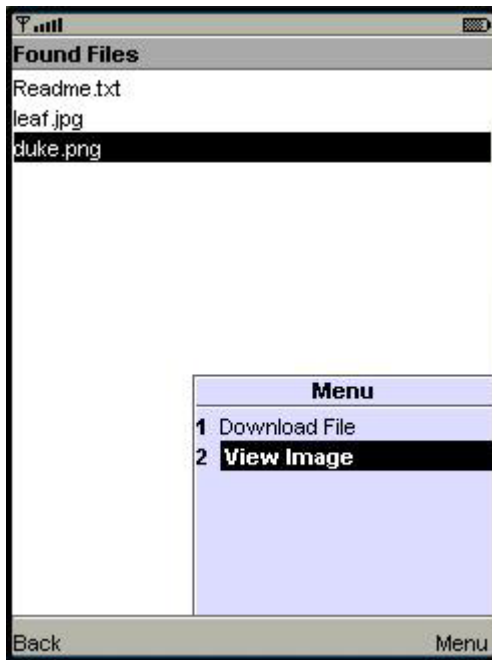 Found Files
Readme.txt
leaf.jpg
duke.png
Menu
1 Download File
2 View Image
Back Menu